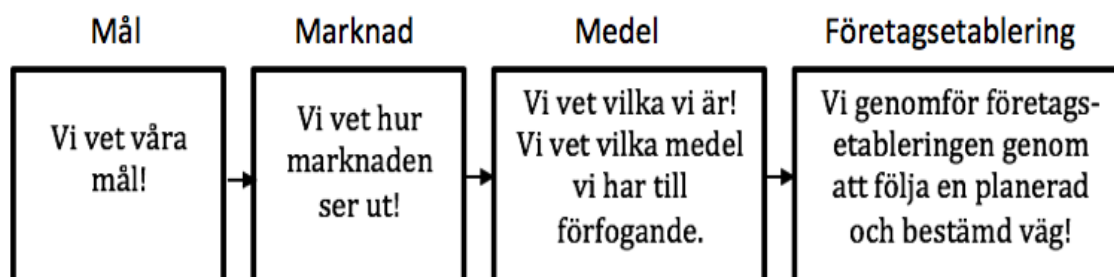 Mål
Marknad
Medel
Företagsetablering
Vi vet våra
mål!
Vi vet hur
marknaden
ser ut!
Vi vet vilka vi är!
Vi vet vilka medel
vi har till
förfogande.
Vi genomför företags-
etableringen genom
att följa en planerad
och bestämd väg!